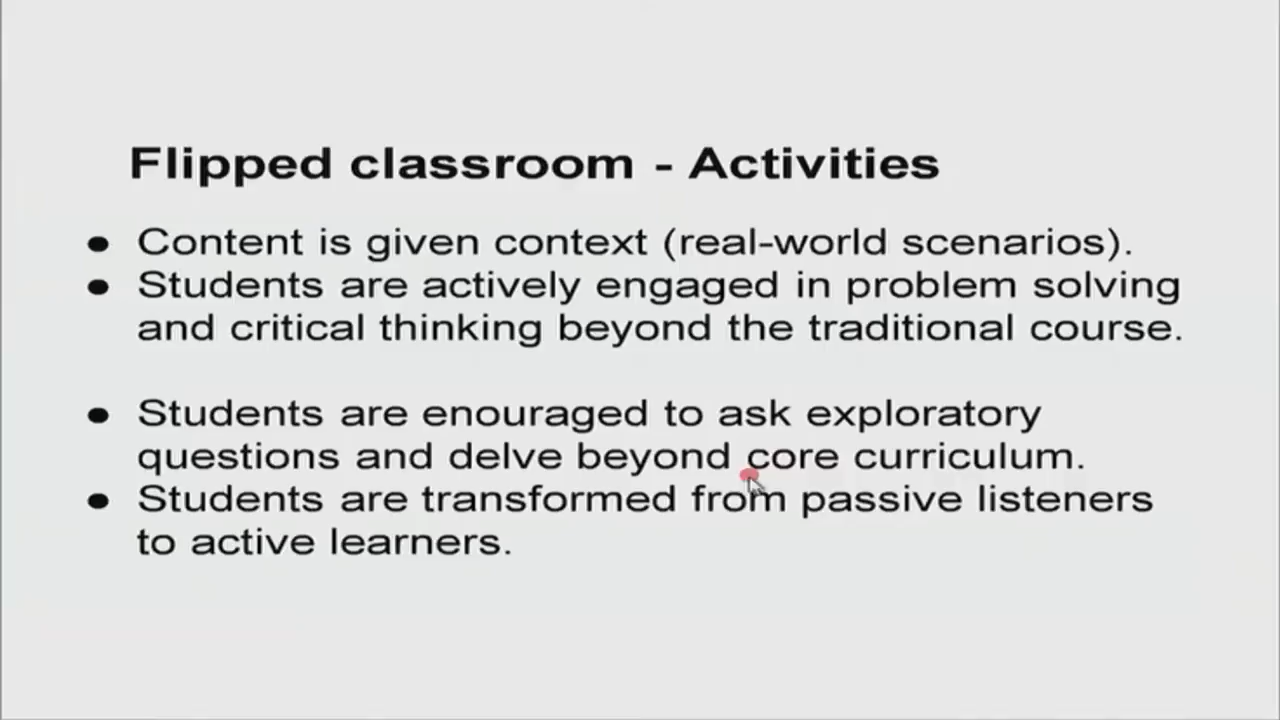 Flipped classroom - Activities
● Content is given context (real-world scenarios).
● Students are actively engaged in problem solving
and critical thinking beyond the traditional course.
● Students are enouraged to ask exploratory
questions and delve beyond core curriculum.
● Students are transformed from passive listeners
to active learners.